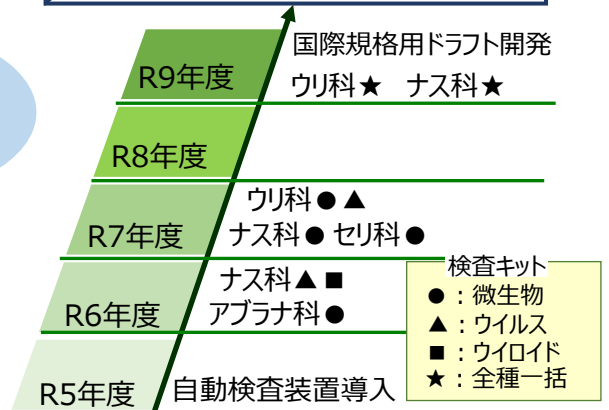 国際規格用ドラフト開発
R9年度 ウリ科★ ナス科★
R8年度
ウリ科●▲
R7年度 ナス科● セリ科●
ナス科▲■
R6年度 アブラナ科●
R5年度 自動検査装置導入
検査キット
●：微生物
▲：ウイルス
■：ウイロイド
★：全種一括